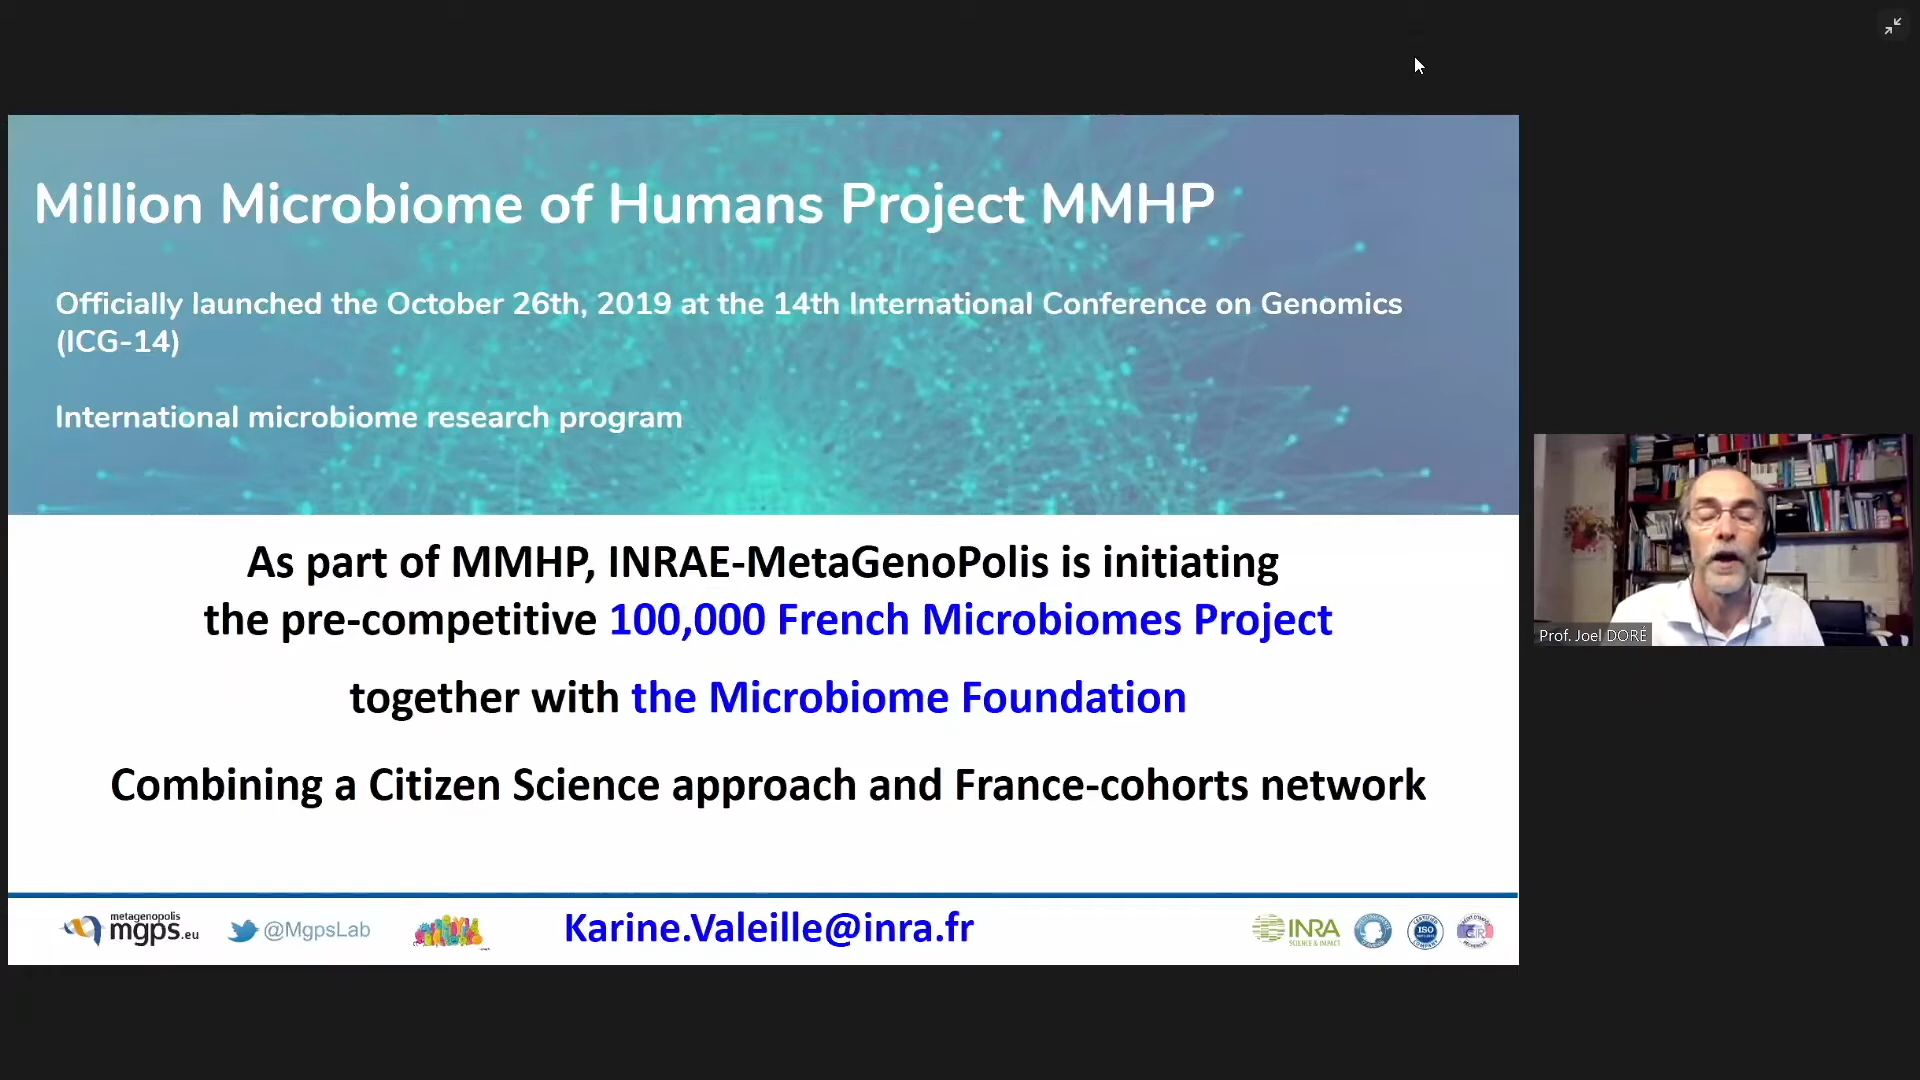 Million Microbiome of Humans Project MMHP
Officially launched the October 26th, 2019 at the 14th International Conference on Genomics
(ICG-14)
International microbiome research program
As part of MMHP, INRAE-MetaGenoPolis is initiating
the pre-competitive 100,000 French Microbiomes Project
together with the Microbiome Foundation
Combining a Citizen Science approach and France-cohorts network
Prof. Joel DORÉ
metagenopolis
mgps.eu
@MgpsLab
Karine.Valeille@inra.fr
INRA
SCIENCE & IMPACT
CERTIFIED
ISO
COMPANY